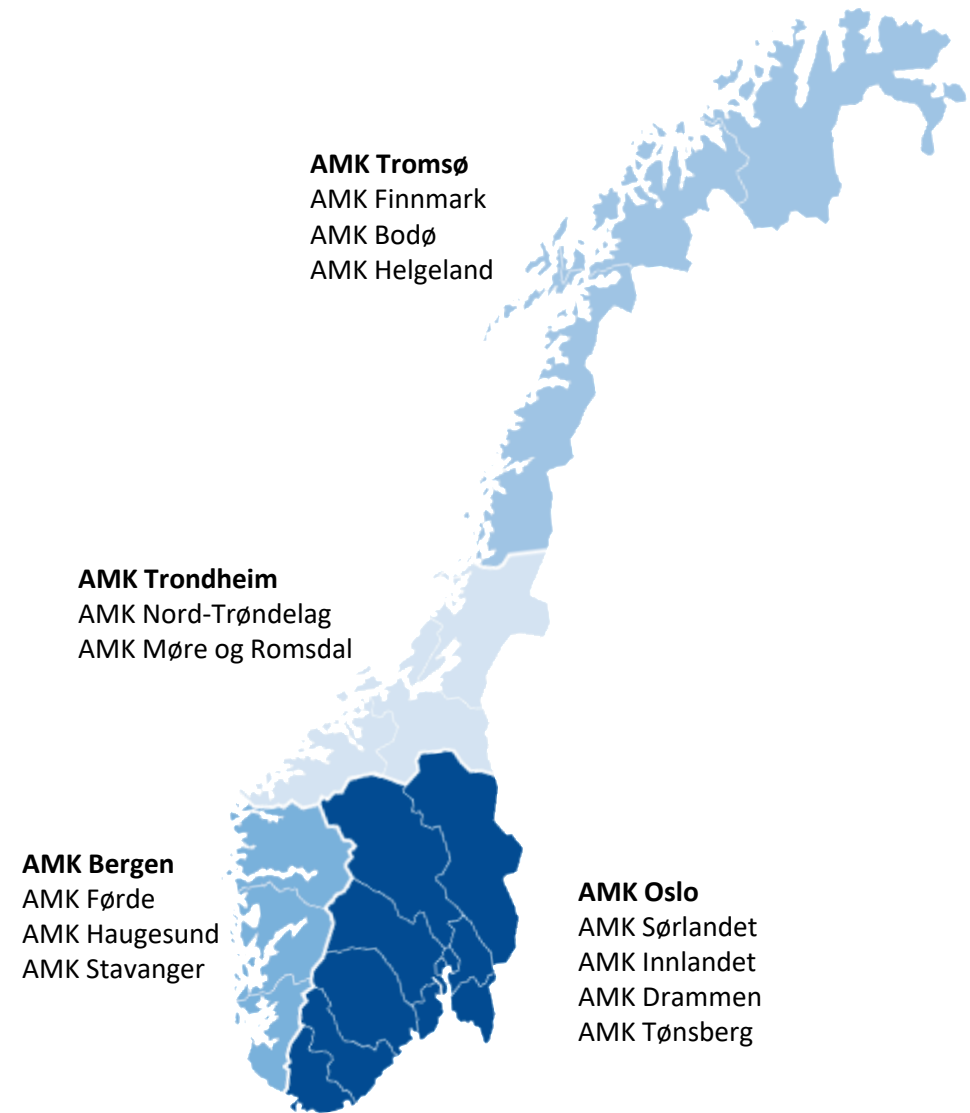 AMK Tromsø
AMK Finnmark
AMK Bodø
AMK Helgeland
AMK Trondheim
AMK Nord-Trøndelag
AMK Møre og Romsdal
AMK Bergen
AMK Førde
AMK Haugesund
AMK Stavanger
AMK Oslo
AMK Sørlandet
AMK Innlandet
AMK Drammen
AMK Tønsberg